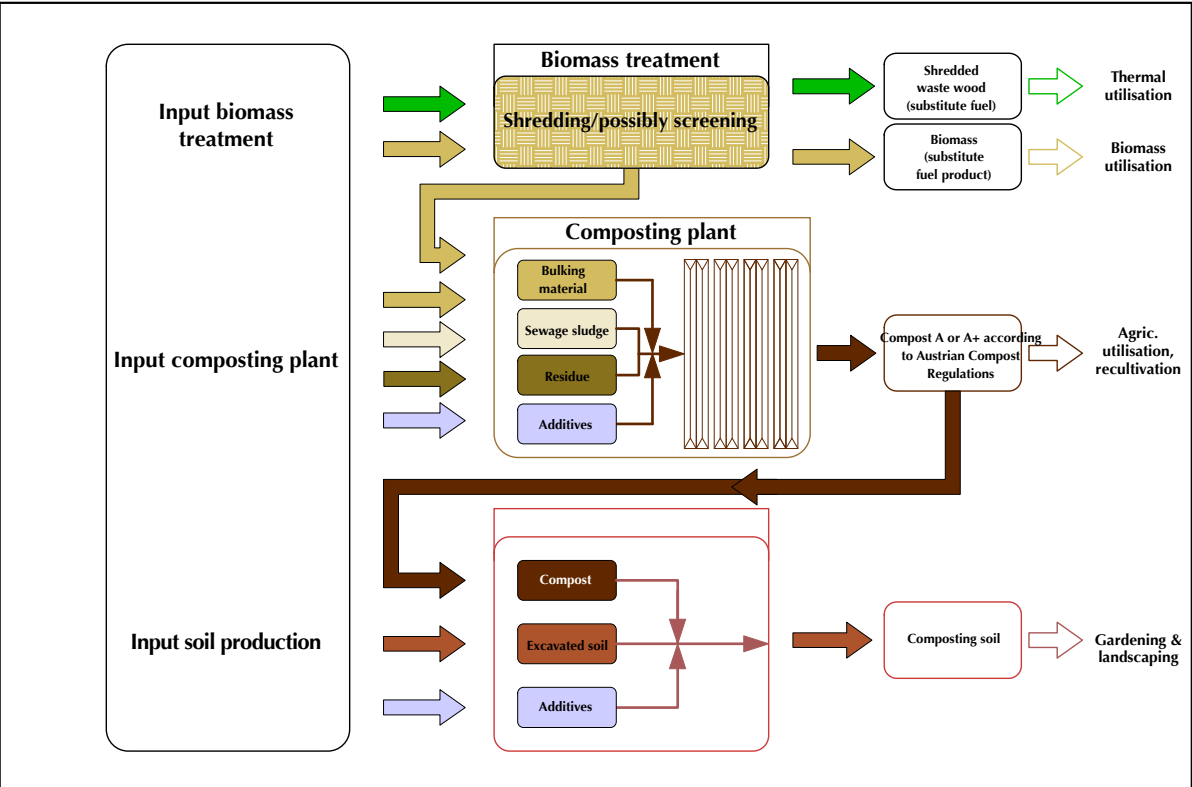 Input biomass
treatment
Biomass treatment
Shredding/possibly screening
Shredded
waste wood
(substitute fuel)
Thermal
utilisation
Biomass
(substitute
fuel product)
Biomass
utilisation
Input composting plant
Composting plant
Bulking
material
Sewage sludge
Residue
Additives
Compost A or A+ according
to Austrian Compost
Regulations
Agric.
utilisation,
recultivation
Input soil production
Compost
Excavated soil
Additives
Composting soil
Gardening &
landscaping